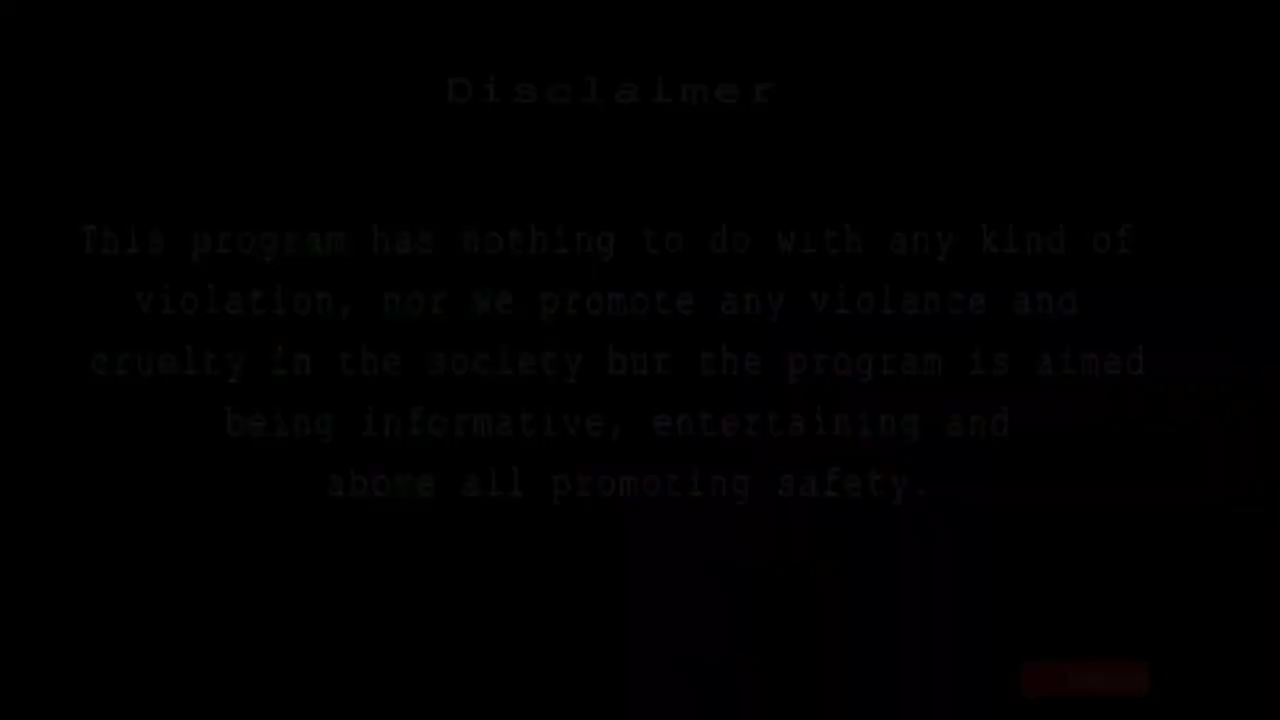 Disclaimer
This program has nothing to do with any kind of
violation, nor we promote any violance and
cruelty in the society but the program is aimed
being informative, entertaining and
above all promoting safety.